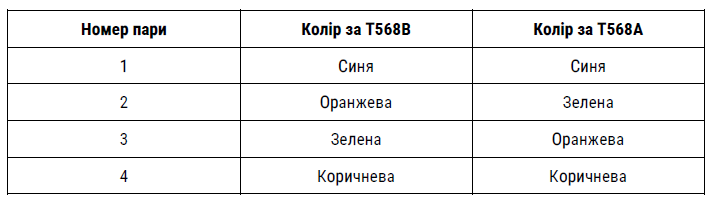 Номер пари Колір за T568B Колір за T568A
1 Синя Синя
2 Оранжева Зелена
3 Зелена Оранжева
4 Коричнева Коричнева